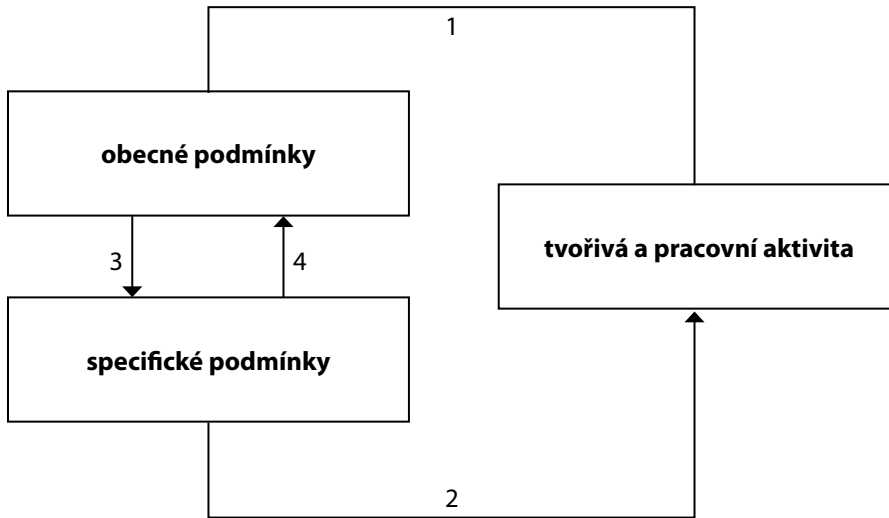 1
obecné podmínky
tvořivá a pracovní aktivita
3
4
specifické podmínky
2